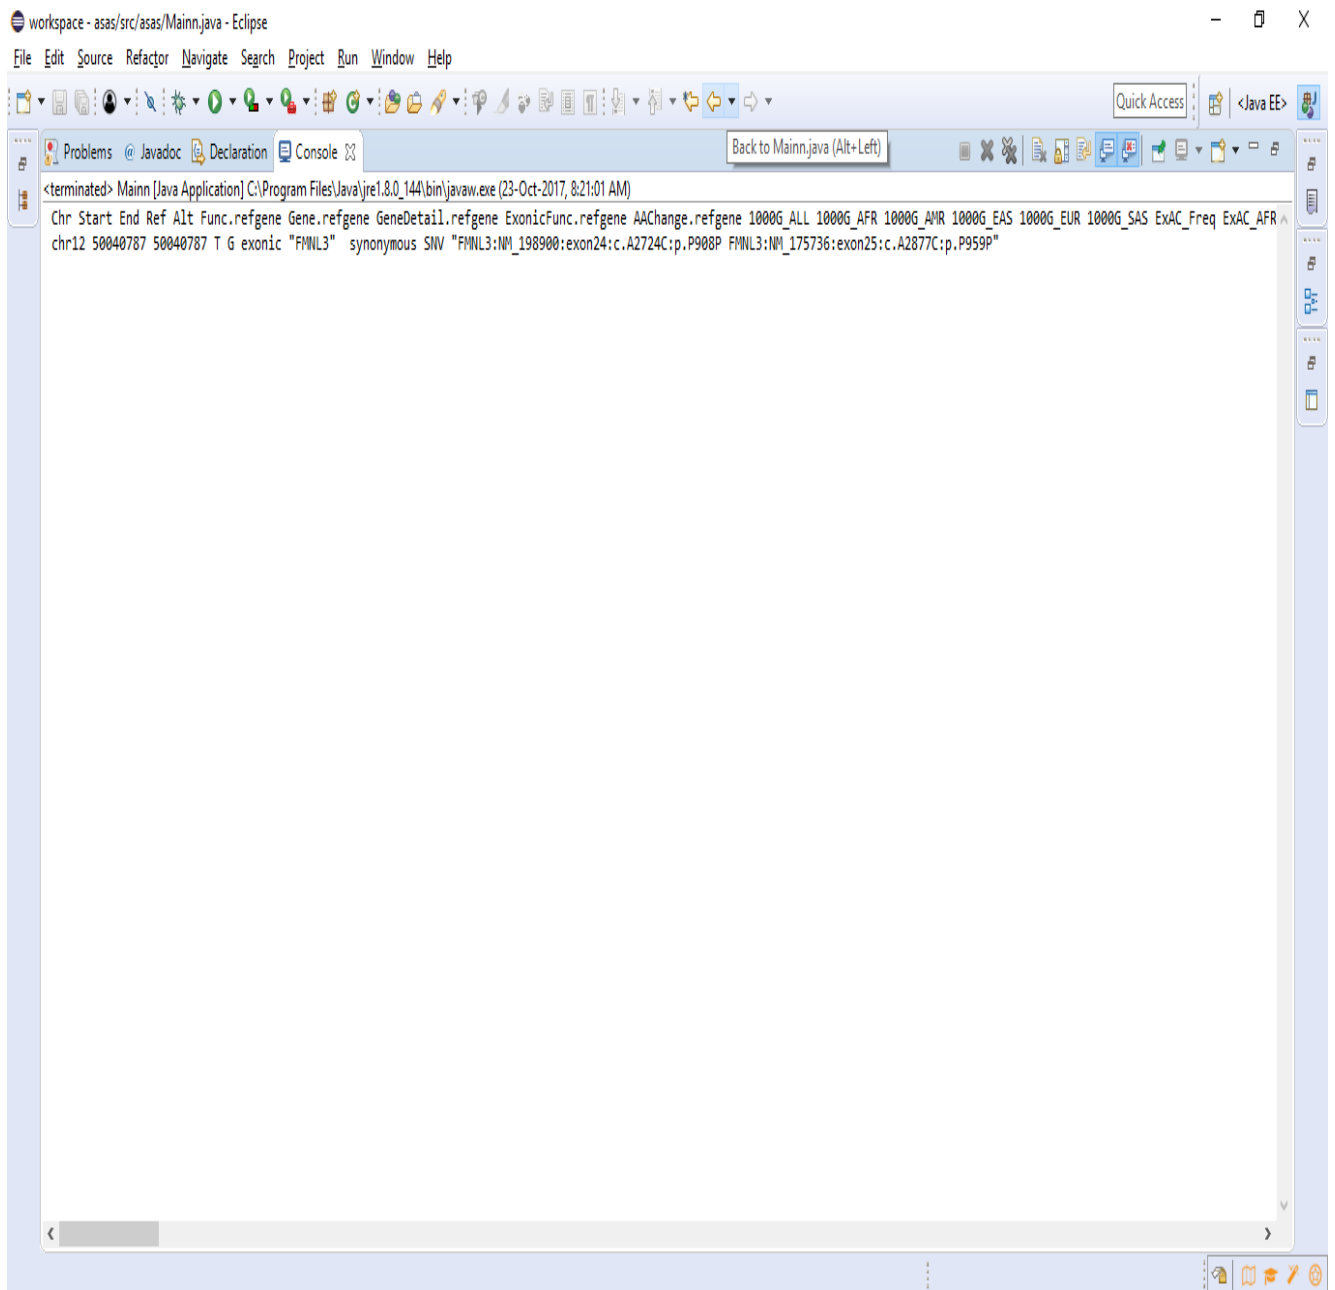 workspace - asas/src/asas/Mainn.java - Eclipse
File Edit Source Refactor Navigate Search Project Run Window Help
Quick Access <Java EE>
Problems @ Javadoc Declaration Console
Back to Mainn.java (Alt+Left)
<terminated> Mainn [Java Application] C:\Program Files\Java\jre1.8.0_144\bin\javaw.exe (23-Oct-2017, 8:21:01 AM)
Chr Start End Ref Alt Func.refgene Gene.refgene GeneDetail.refgene ExonicFunc.refgene AAChange.refgene 1000G_ALL 1000G_AFR 1000G_AMR 1000G_EAS 1000G_EUR 1000G_SAS ExAC_Freq ExAC_AFR
chr12 50040787 50040787 T G exonic "FMNL3"  synonymous SNV "FMNL3:NM_198900:exon24:c.A2724C:p.P908P FMNL3:NM_175736:exon25:c.A2877C:p.P959P"